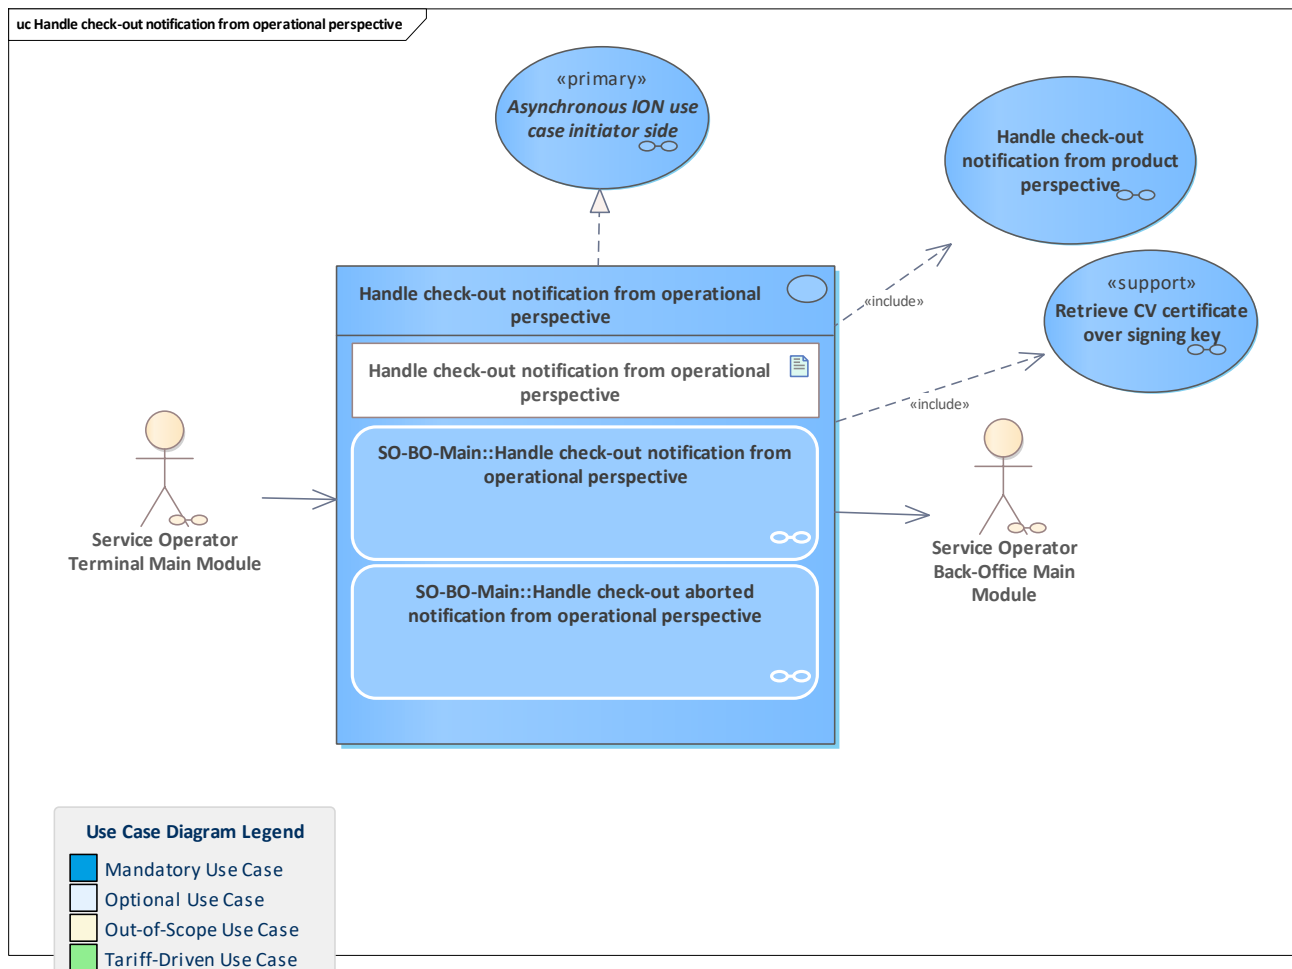 uc Handle check-out notification from operational perspective
«primary»
Asynchronous ION use
case initiator side
Handle check-out
notification from product
perspective
«include»
«support»
Retrieve CV certificate
over signing key
«include»
Handle check-out notification from operational
perspective
Handle check-out notification from operational
perspective
SO-BO-Main::Handle check-out notification from
operational perspective
SO-BO-Main::Handle check-out aborted
notification from operational perspective
Service Operator
Terminal Main Module
Service Operator
Back-Office Main
Module
Use Case Diagram Legend
Mandatory Use Case
Optional Use Case
Out-of-Scope Use Case
Tariff-Driven Use Case